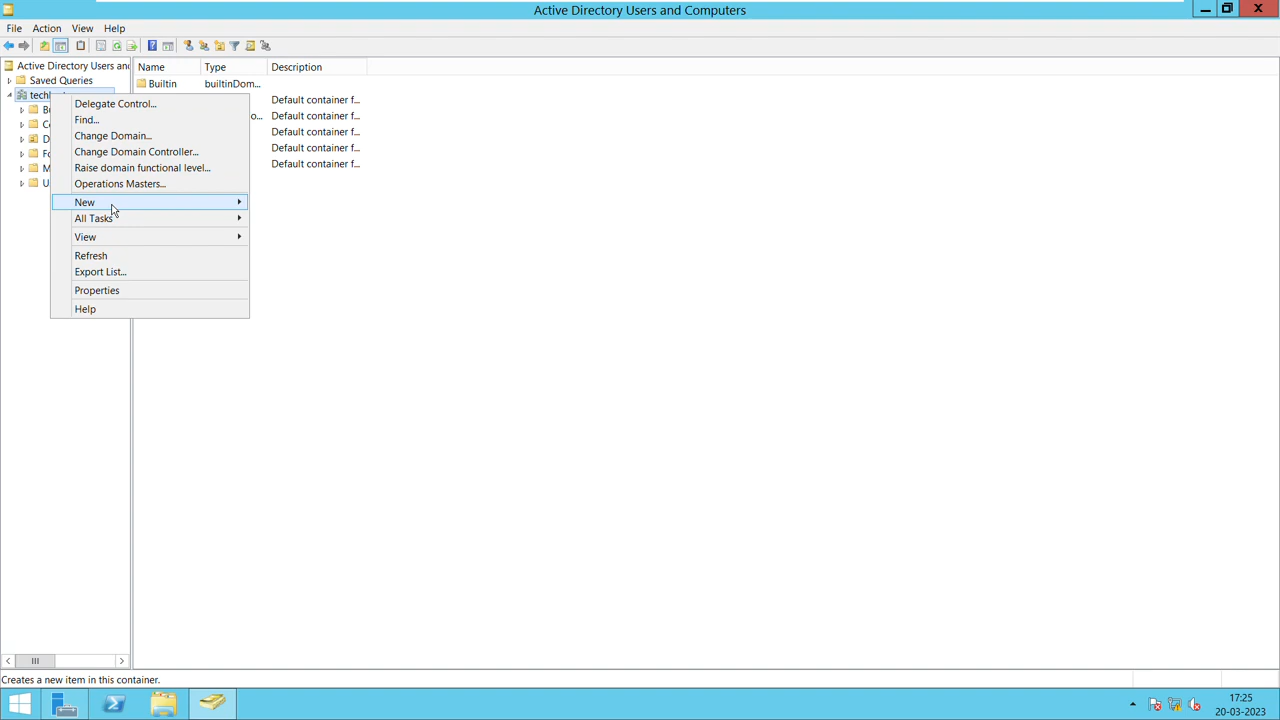 Active Directory Users and Computers
File Action View Help
Active Directory Users and
Name Type Description
Saved Queries
Builtin builtinDom...
Delegate Control...
Default container f...
Find...
Default container f...
Change Domain...
Default container f...
Change Domain Controller...
Default container f...
Raise domain functional level...
Default container f...
Operations Masters...
New
All Tasks
View
Refresh
Export List...
Properties
Help
Creates a new item in this container.
17:25
20-03-2023